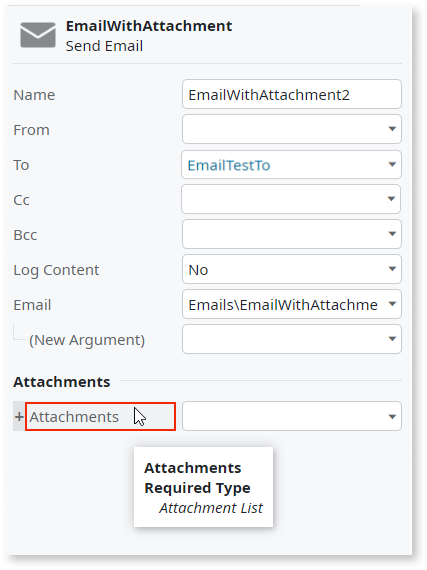 EmailWithAttachment
Send Email
Name EmailWithAttachment2
From
To EmailTestTo
Cc
Bcc
Log Content No
Email Emails\EmailWithAttachme
(New Argument)
Attachments
+ Attachments
Attachments
Required Type
Attachment List